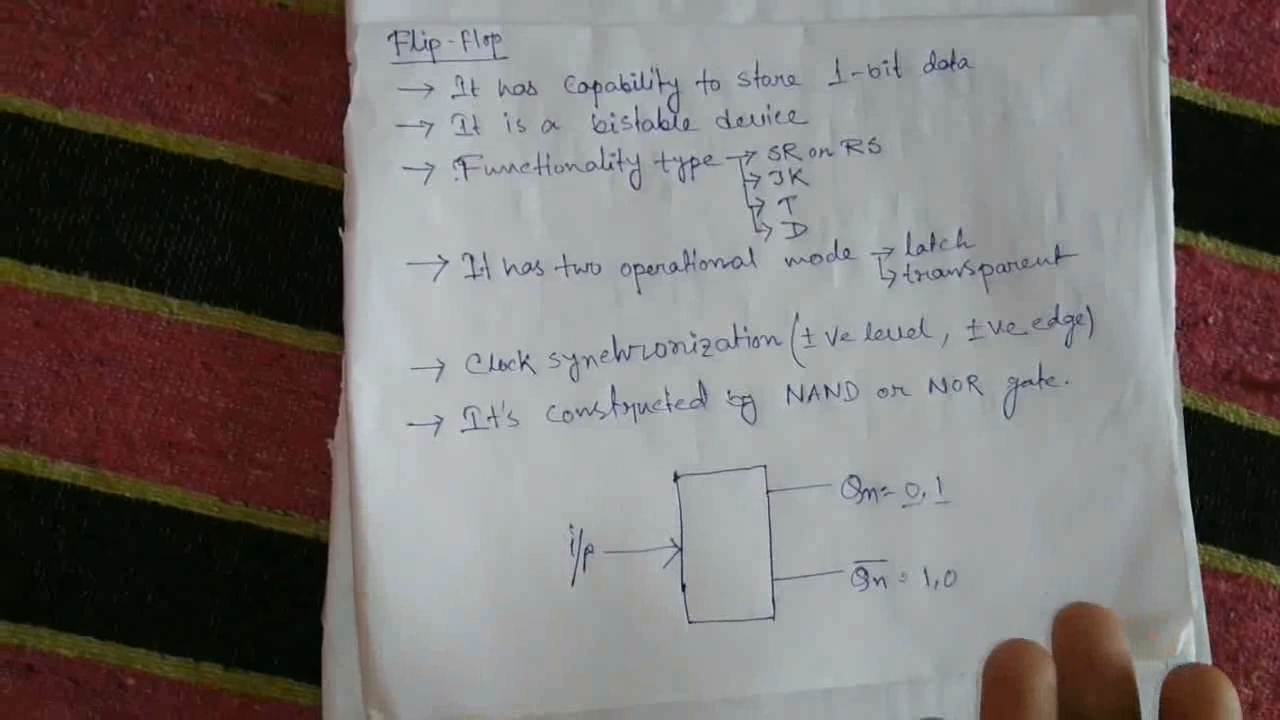 Flip-flop
→ It has capability to store 1-bit data
→ It is a bistable device
→ Functionality type → SR or RS
→ JK
→ T
→ D
→ It has two operational mode → latch
→ transparent
→ Clock synchronization (± ve level, ± ve edge)
→ It's constructed by NAND or NOR gate.
Qn = 0, 1
i/p
Q̅n̅ = 1, 0